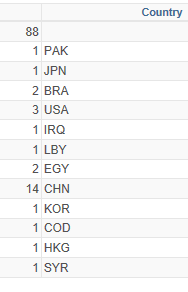 Country
88
1 PAK
1 JPN
2 BRA
3 USA
1 IRQ
1 LBY
2 EGY
14 CHN
1 KOR
1 COD
1 HKG
1 SYR